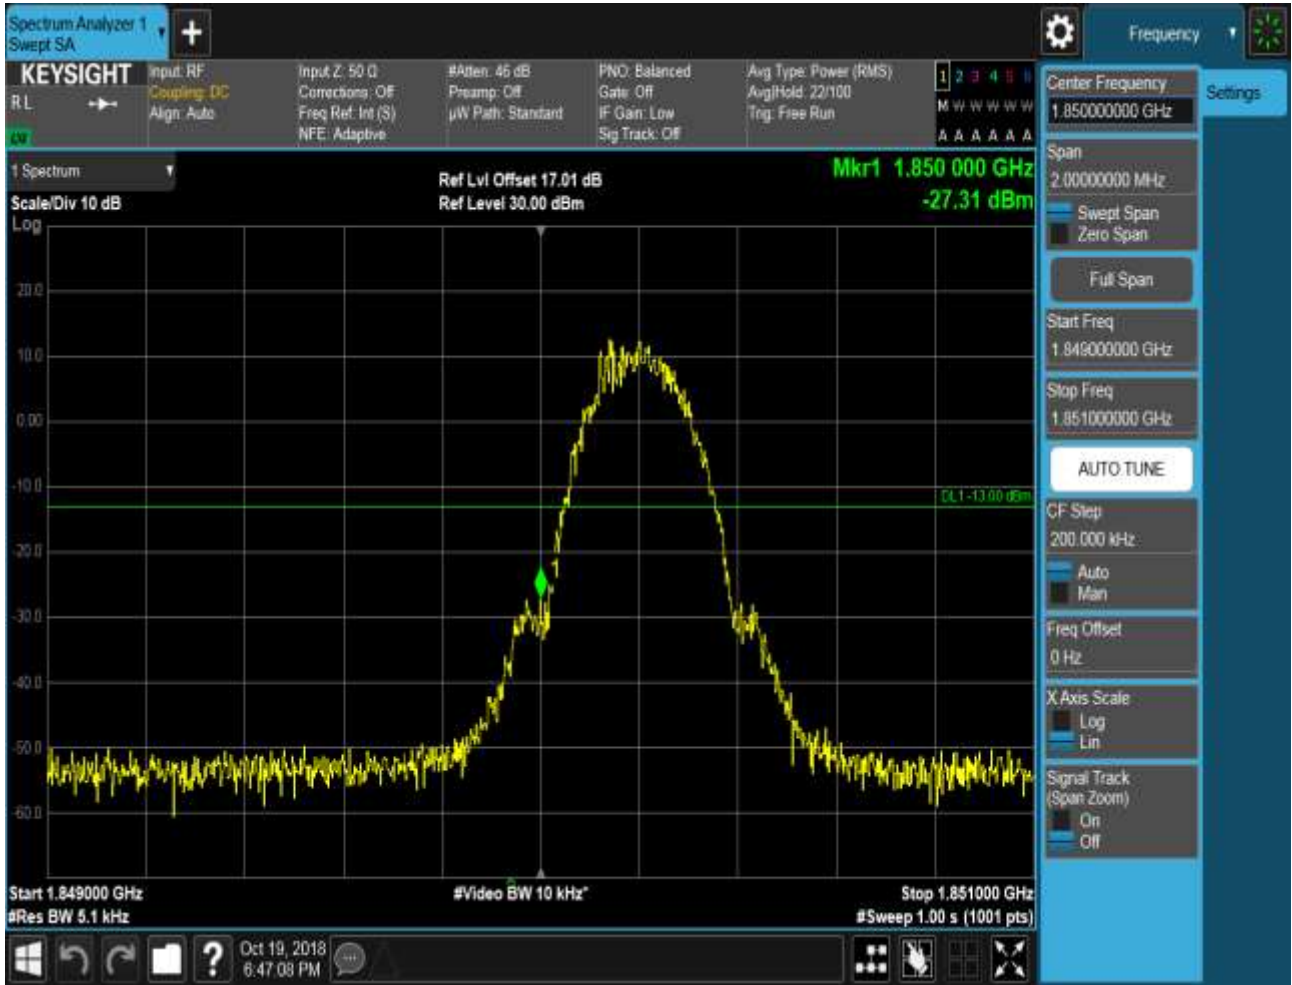 Spectrum Analyzer 1
Swept SA
Frequency
KEYSIGHT
R L
Input: RF
Coupling: DC
Align: Auto
Input Z: 50 Ω
Corrections: Off
Freq Ref: Int (S)
NFE: Adaptive
#Atten: 46 dB
Preamp: Off
µW Path: Standard
PNO: Balanced
Gate: Off
IF Gain: Low
Sig Track: Off
Avg Type: Power (RMS)
Avg|Hold: 22/100
Trig: Free Run
1 2 3 4 5 6
M W W W W W
A A A A A A
1 Spectrum
Scale/Div 10 dB
Log
Ref Lvl Offset 17.01 dB
Ref Level 30.00 dBm
Mkr1 1.850 000 GHz
-27.31 dBm
20.0
10.0
0.00
-10.0
-20.0
-30.0
-40.0
-50.0
-60.0
DL1 -13.00 dBm
1
Start 1.849000 GHz
#Res BW 5.1 kHz
#Video BW 10 kHz*
Stop 1.851000 GHz
#Sweep 1.00 s (1001 pts)
Center Frequency
1.850000000 GHz
Settings
Span
2.00000000 MHz
Swept Span
Zero Span
Full Span
Start Freq
1.849000000 GHz
Stop Freq
1.851000000 GHz
AUTO TUNE
CF Step
200.000 kHz
Auto
Man
Freq Offset
0 Hz
X Axis Scale
Log
Lin
Signal Track
(Span Zoom)
On
Off
?
Oct 19, 2018
6:47:08 PM